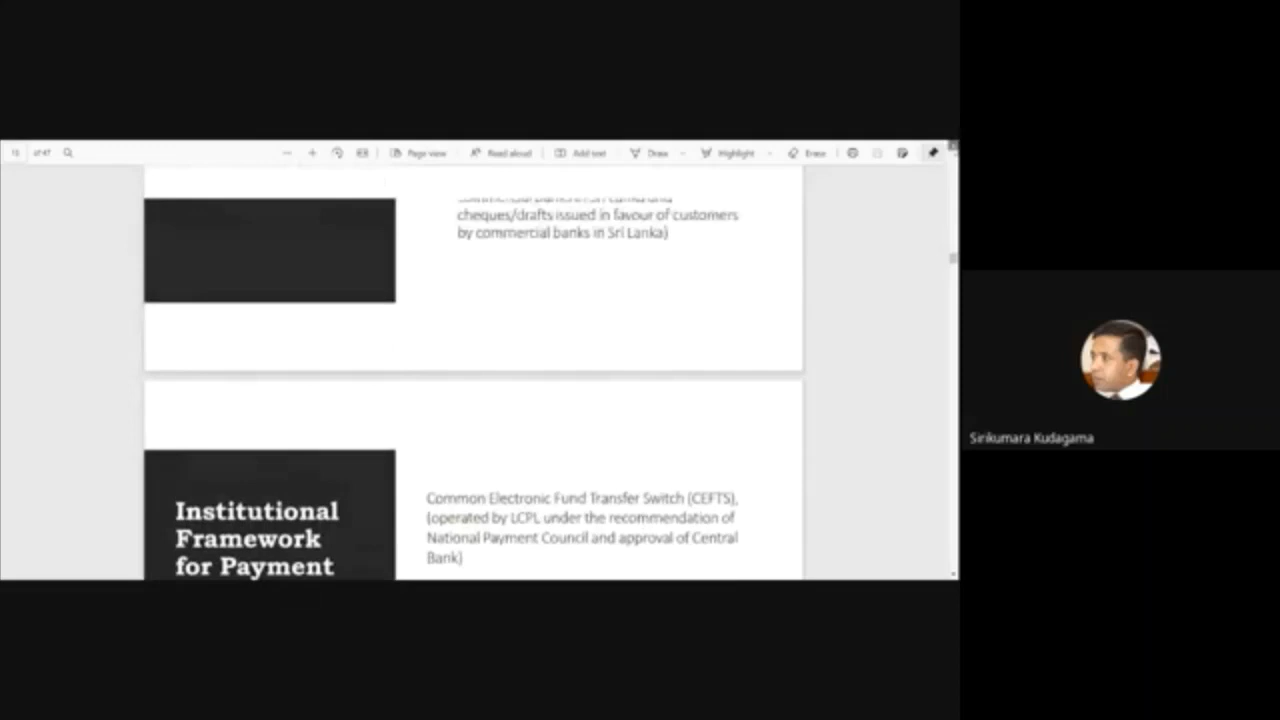 of 47
Page view
Read aloud
Add text
Draw
Highlight
Erase
cheques/drafts issued in favour of customers
by commercial banks in Sri Lanka)
Institutional
Framework
for Payment
Common Electronic Fund Transfer Switch (CEFTS),
(operated by LCPL under the recommendation of
National Payment Council and approval of Central
Bank)
Sirikumara Kudagama